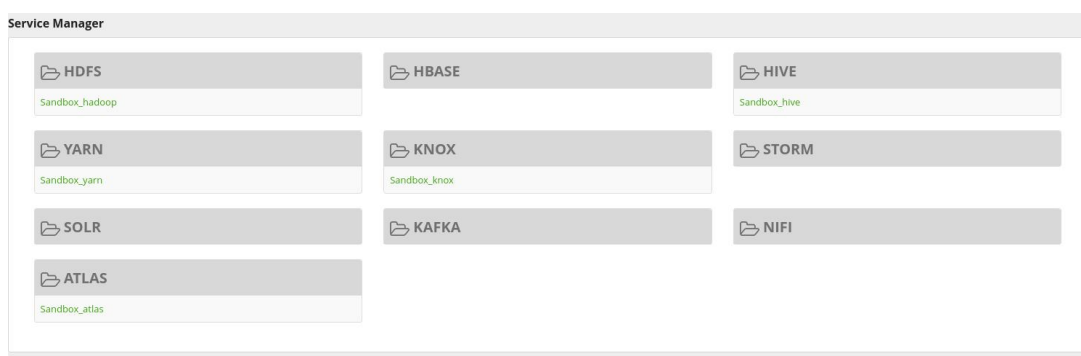 Service Manager
HDFS
HBASE
HIVE
Sandbox_hadoop
Sandbox_hive
YARN
KNOX
STORM
Sandbox_yarn
Sandbox_knox
SOLR
KAFKA
NIFI
ATLAS
Sandbox_atlas